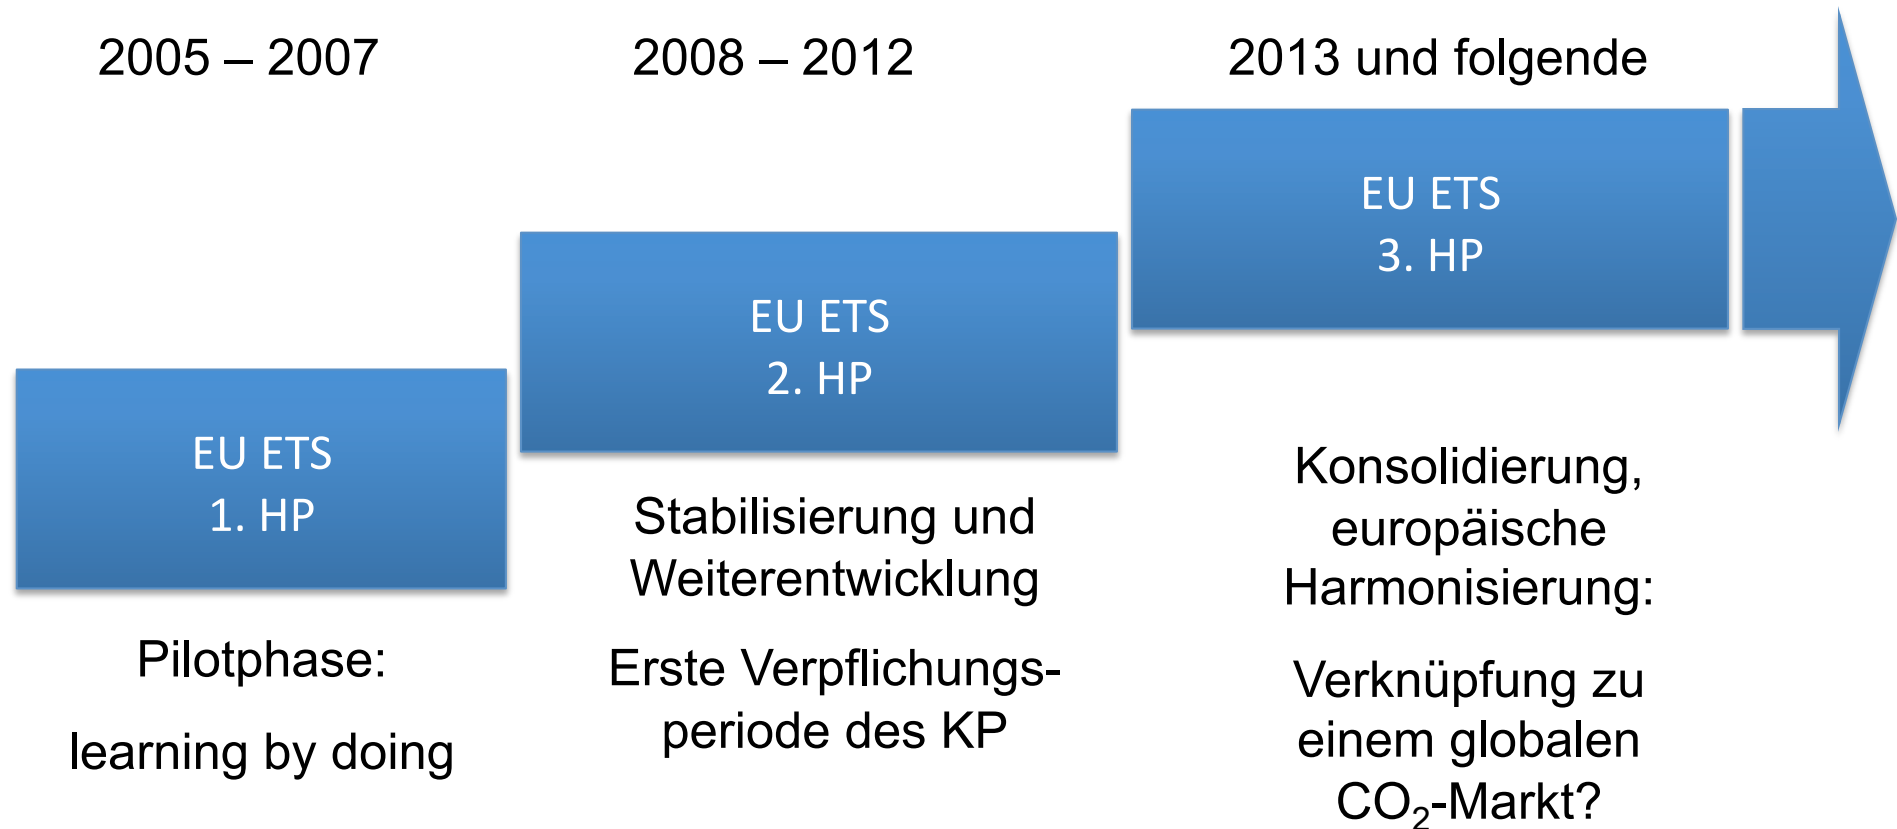 2005 – 2007
2008 – 2012
2013 und folgende
EU ETS
1. HP
EU ETS
2. HP
EU ETS
3. HP
Pilotphase:
learning by doing
Stabilisierung und
Weiterentwicklung
Erste Verpflichungs-
periode des KP
Konsolidierung,
europäische
Harmonisierung:
Verknüpfung zu
einem globalen
CO₂-Markt?